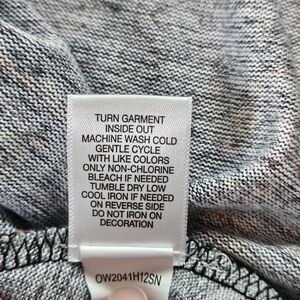 TURN GARMENT
INSIDE OUT
MACHINE WASH COLD
GENTLE CYCLE
WITH LIKE COLORS
ONLY NON-CHLORINE
BLEACH IF NEEDED
TUMBLE DRY LOW
COOL IRON IF NEEDED
ON REVERSE SIDE
DO NOT IRON ON
DECORATION
OW2041H12SN